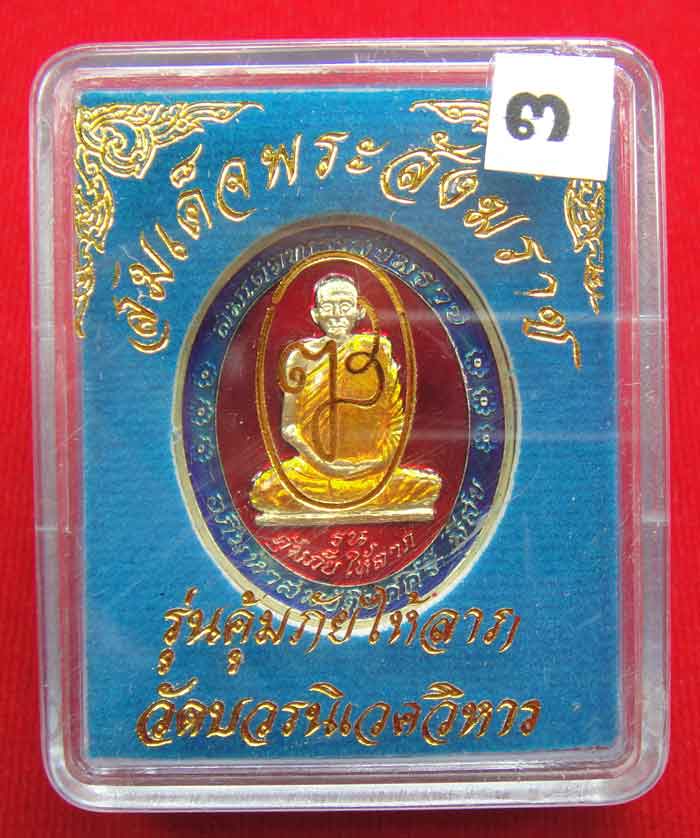 ๓
สมเด็จพระสังฆราช
รุ่น
คุ้มภัยให้ลาภ
รุ่นคุ้มภัยให้ลาภ
วัดบวรนิเวศวิหาร